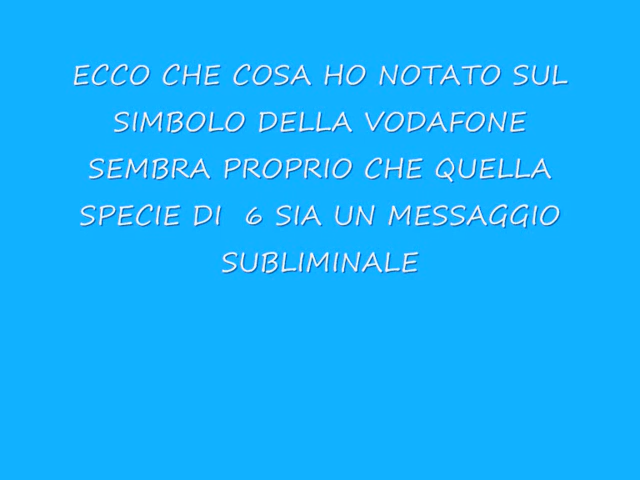 ECCO CHE COSA HO NOTATO SUL
SIMBOLO DELLA VODAFONE
SEMBRA PROPRIO CHE QUELLA
SPECIE DI  6 SIA UN MESSAGGIO
SUBLIMINALE